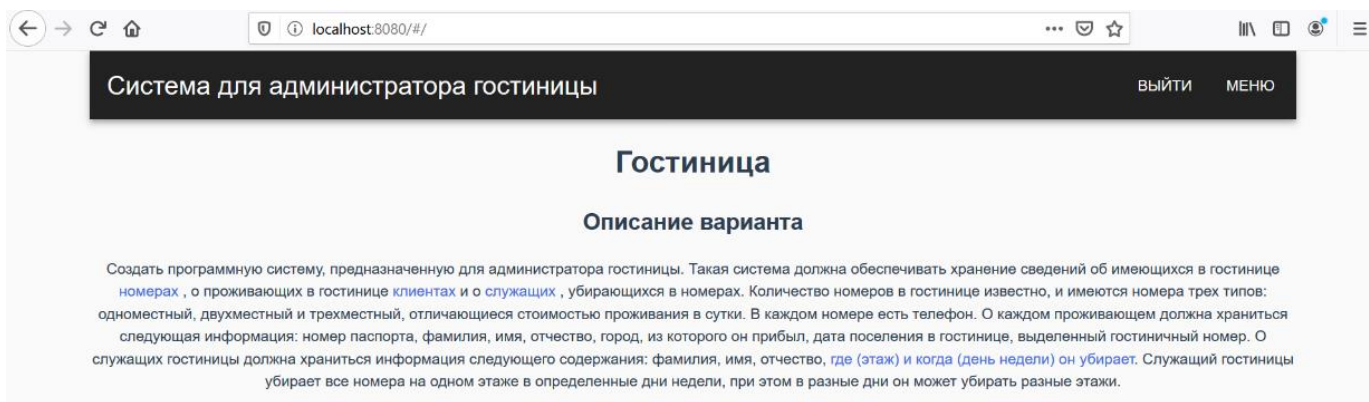 localhost:8080/#/
Система для администратора гостиницы
ВЫЙТИ МЕНЮ
Гостиница
Описание варианта
Создать программную систему, предназначенную для администратора гостиницы. Такая система должна обеспечивать хранение сведений об имеющихся в гостинице
номерах , о проживающих в гостинице клиентах и о служащих , убирающихся в номерах. Количество номеров в гостинице известно, и имеются номера трех типов:
одноместный, двухместный и трехместный, отличающиеся стоимостью проживания в сутки. В каждом номере есть телефон. О каждом проживающем должна храниться
следующая информация: номер паспорта, фамилия, имя, отчество, город, из которого он прибыл, дата поселения в гостинице, выделенный гостиничный номер. О
служащих гостиницы должна храниться информация следующего содержания: фамилия, имя, отчество, где (этаж) и когда (день недели) он убирает. Служащий гостиницы
убирает все номера на одном этаже в определенные дни недели, при этом в разные дни он может убирать разные этажи.